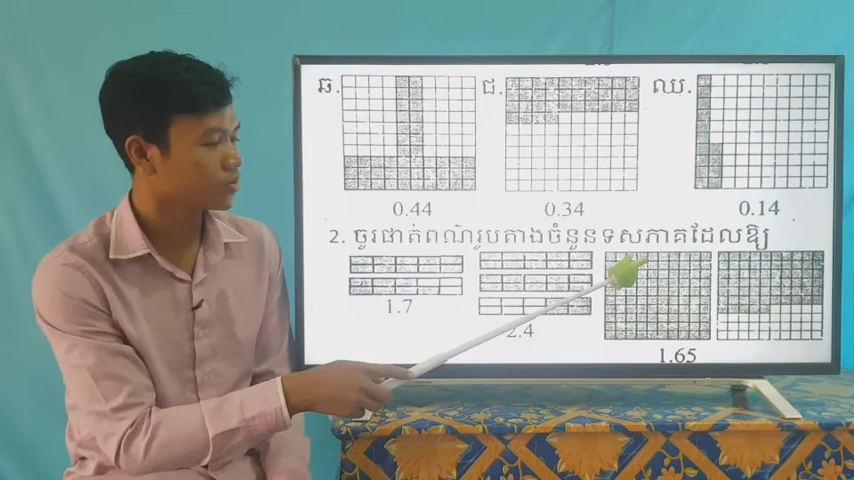 ឆ. ជ. ឈ.
0.44 0.34 0.14
2. ចូរផាត់ពណ៌រូបតាងចំនួនទសភាគដែលឱ្យ
1.7 2.4 1.65